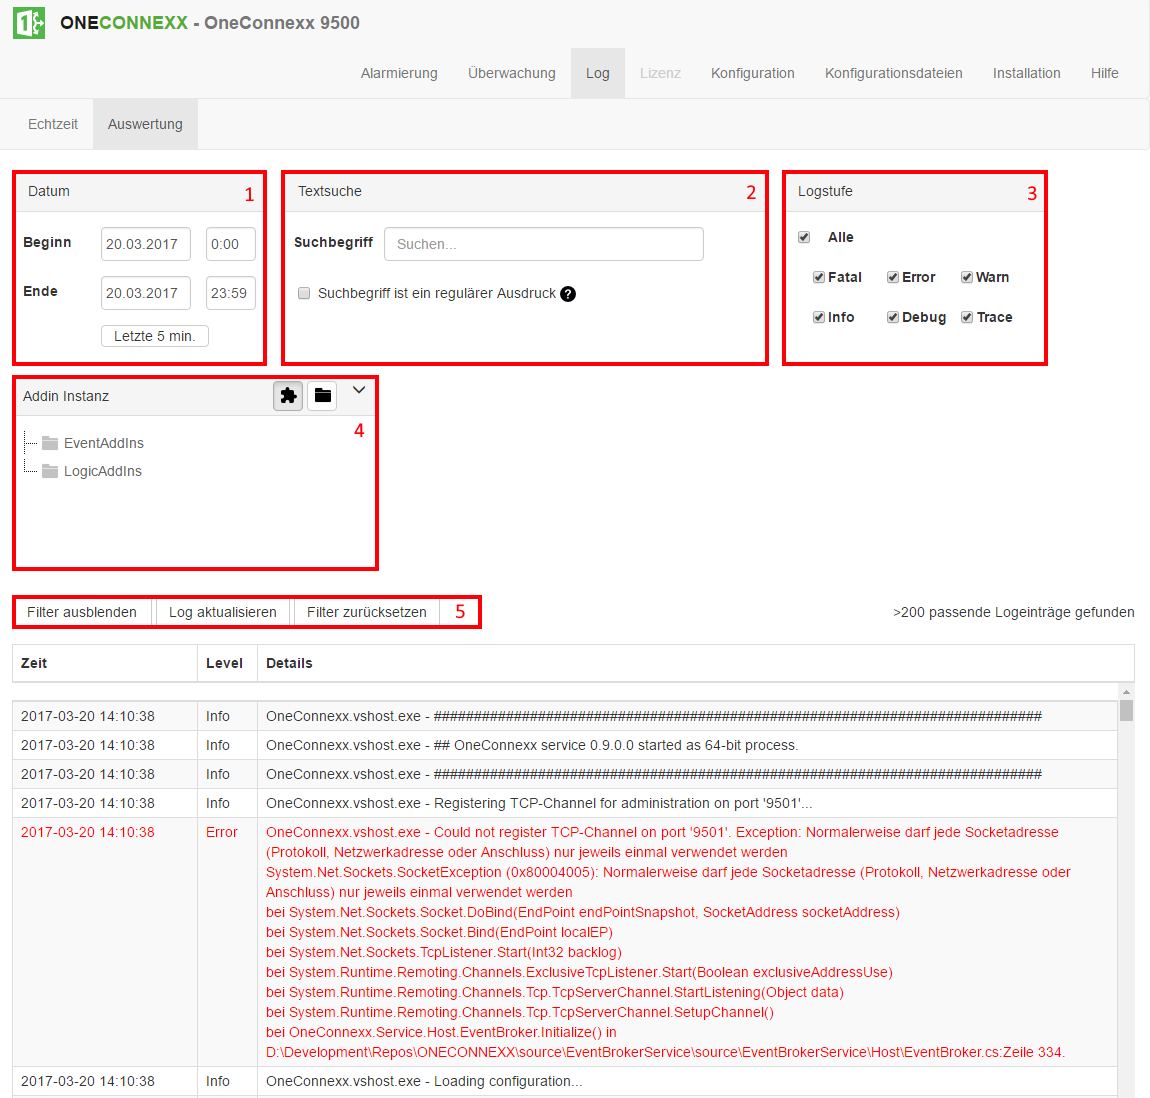 ONECONNEXX - OneConnexx 9500
Alarmierung Überwachung Log Lizenz Konfiguration Konfigurationsdateien Installation Hilfe
Echtzeit Auswertung
Datum 1
Beginn 20.03.2017 0:00
Ende 20.03.2017 23:59
Letzte 5 min.
Textsuche 2
Suchbegriff Suchen...
Suchbegriff ist ein regulärer Ausdruck ?
Logstufe 3
Alle
Fatal Error Warn
Info Debug Trace
Addin Instanz
4
EventAddIns
LogicAddIns
Filter ausblenden Log aktualisieren Filter zurücksetzen 5 >200 passende Logeinträge gefunden
Zeit Level Details
2017-03-20 14:10:38 Info OneConnexx.vshost.exe - ############################################################################
2017-03-20 14:10:38 Info OneConnexx.vshost.exe - ## OneConnexx service 0.9.0.0 started as 64-bit process.
2017-03-20 14:10:38 Info OneConnexx.vshost.exe - ############################################################################
2017-03-20 14:10:38 Info OneConnexx.vshost.exe - Registering TCP-Channel for administration on port '9501'...
2017-03-20 14:10:38 Error OneConnexx.vshost.exe - Could not register TCP-Channel on port '9501'. Exception: Normalerweise darf jede Socketadresse
(Protokoll, Netzwerkadresse oder Anschluss) nur jeweils einmal verwendet werden
System.Net.Sockets.SocketException (0x80004005): Normalerweise darf jede Socketadresse (Protokoll, Netzwerkadresse oder
Anschluss) nur jeweils einmal verwendet werden
bei System.Net.Sockets.Socket.DoBind(EndPoint endPointSnapshot, SocketAddress socketAddress)
bei System.Net.Sockets.Socket.Bind(EndPoint localEP)
bei System.Net.Sockets.TcpListener.Start(Int32 backlog)
bei System.Runtime.Remoting.Channels.ExclusiveTcpListener.Start(Boolean exclusiveAddressUse)
bei System.Runtime.Remoting.Channels.Tcp.TcpServerChannel.StartListening(Object data)
bei System.Runtime.Remoting.Channels.Tcp.TcpServerChannel.SetupChannel()
bei OneConnexx.Service.Host.EventBroker.Initialize() in
D:\Development\Repos\ONECONNEXX\source\EventBrokerService\source\EventBrokerService\Host\EventBroker.cs:Zeile 334.
2017-03-20 14:10:38 Info OneConnexx.vshost.exe - Loading configuration...